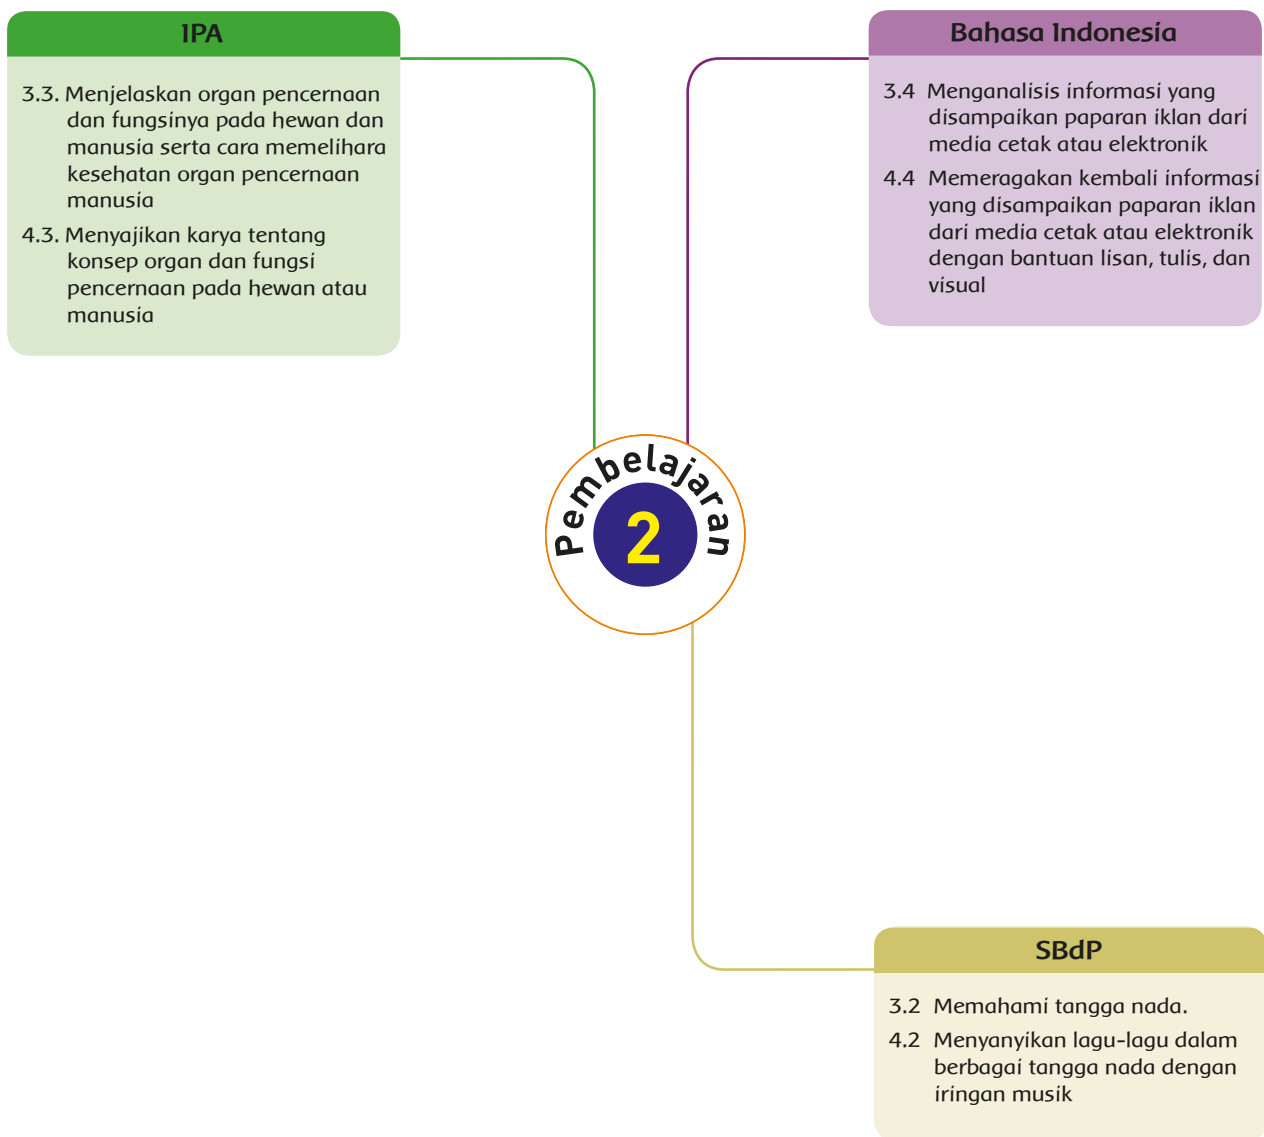 IPA
3.3. Menjelaskan organ pencernaan
dan fungsinya pada hewan dan
manusia serta cara memelihara
kesehatan organ pencernaan
manusia
4.3. Menyajikan karya tentang
konsep organ dan fungsi
pencernaan pada hewan atau
manusia
Bahasa Indonesia
3.4 Menganalisis informasi yang
disampaikan paparan iklan dari
media cetak atau elektronik
4.4 Memeragakan kembali informasi
yang disampaikan paparan iklan
dari media cetak atau elektronik
dengan bantuan lisan, tulis, dan
visual
Pembelajaran
2
SBdP
3.2 Memahami tangga nada.
4.2 Menyanyikan lagu-lagu dalam
berbagai tangga nada dengan
iringan musik